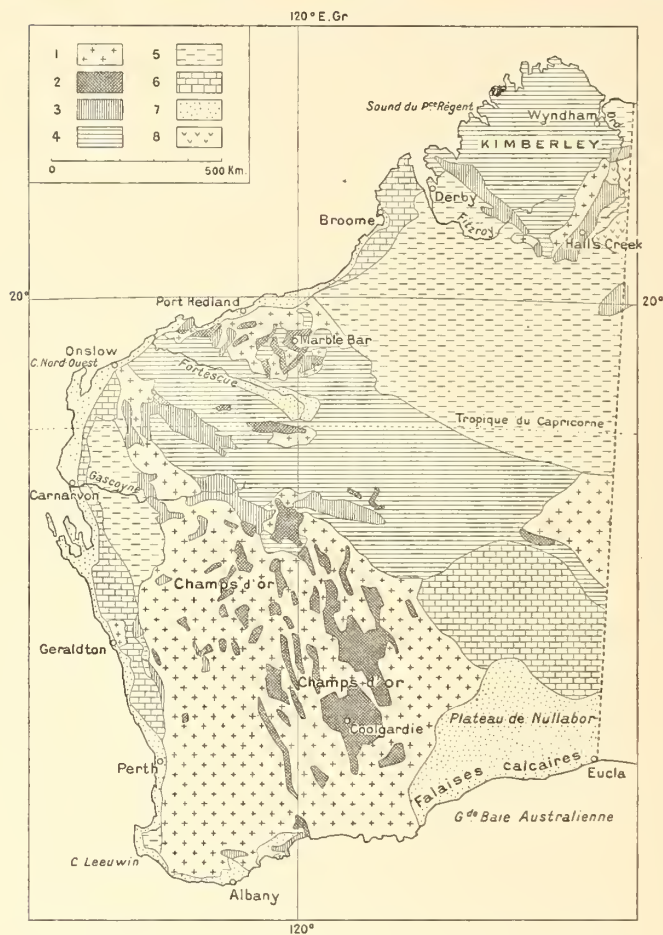 120° E. Gr
1
2
3
4
5
6
7
8
0 500 Km.
Sound du Pce Régent
Wyndham
KIMBERLEY
Derby
Broome
Fitzroy
Hall's Creek
20°
20°
Port Hedland
Marble Bar
Onslow
C. Nord Ouest
Fortescue
Tropique du Capricorne
Gascoyne
Carnarvon
Champs d'or
Geraldton
Champs d'or
Coolgardie
Plateau de Nullabor
Perth
Falaises calcaires
Eucla
Gde Baie Australienne
C Leeuwin
Albany
120°